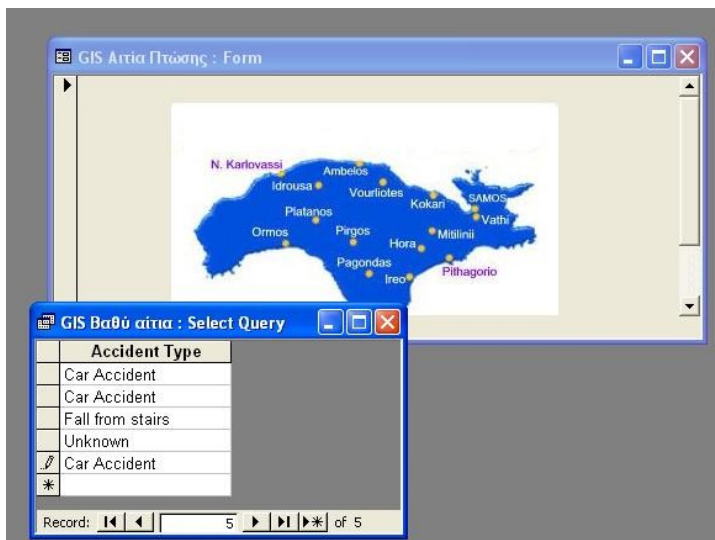 GIS Αιτία Πτώσης : Form
N. Karlovassi
Ambelos
Idrousa
Vourliotes
Kokari
SAMOS
Vathi
Platanos
Ormos
Pirgos
Hora
Mitilinii
Pagondas
Ireo
Pithagorio
GIS Βαθύ αίτια : Select Query
Accident Type
Car Accident
Car Accident
Fall from stairs
Unknown
Car Accident
Record: 5 of 5